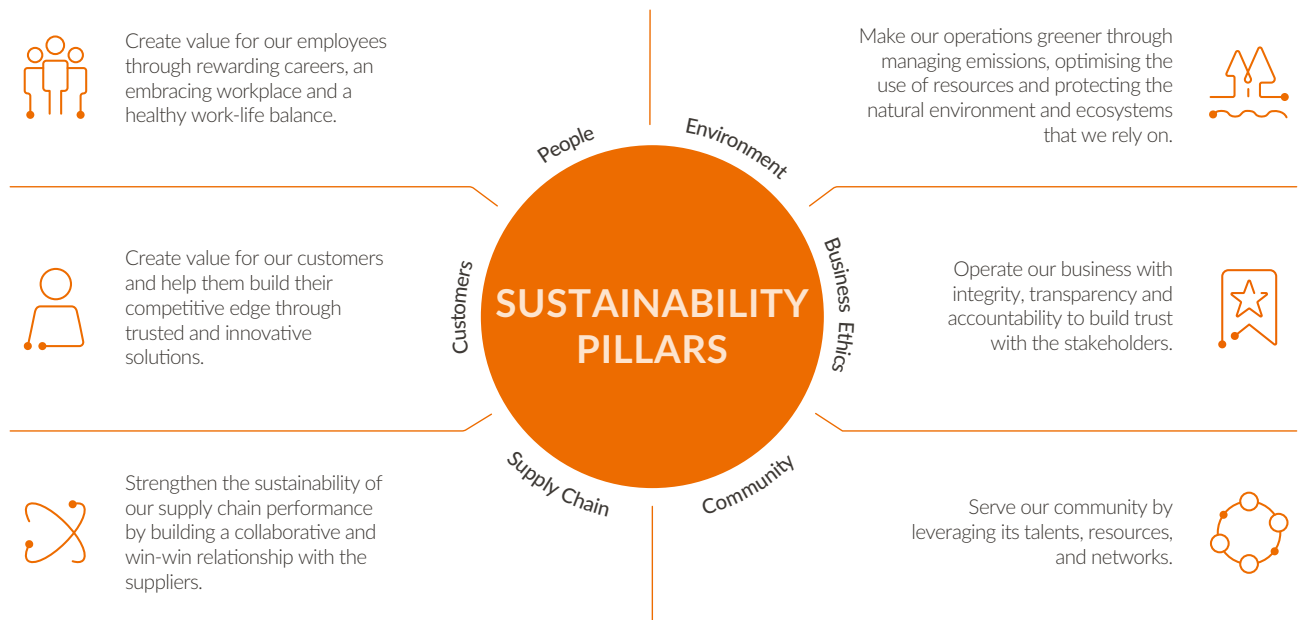 People
Create value for our employees
through rewarding careers, an
embracing workplace and a
healthy work-life balance.
Environment
Make our operations greener through
managing emissions, optimising the
use of resources and protecting the
natural environment and ecosystems
that we rely on.
Customers
Create value for our customers
and help them build their
competitive edge through
trusted and innovative
solutions.
SUSTAINABILITY
PILLARS
Business Ethics
Operate our business with
integrity, transparency and
accountability to build trust
with the stakeholders.
Supply Chain
Strengthen the sustainability of
our supply chain performance
by building a collaborative and
win-win relationship with the
suppliers.
Community
Serve our community by
leveraging its talents, resources,
and networks.